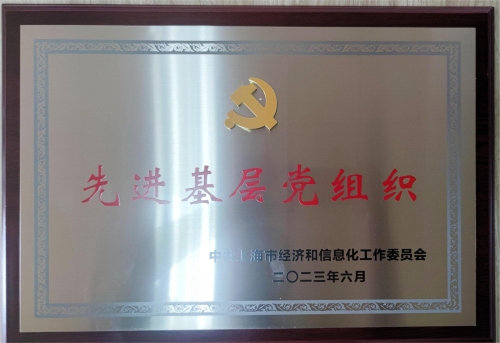 先进基层党组织
中共上海市经济和信息化工作委员会
二〇二三年六月